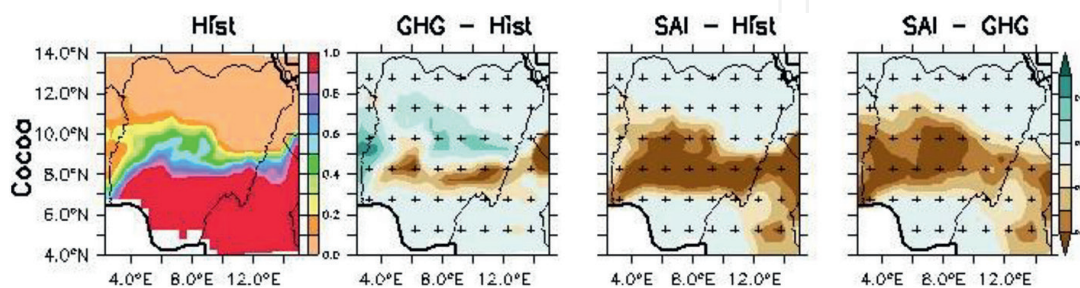 Hist
GHG - Hist
SAI - Hist
SAI - GHG
Cocoa
14.0°N
12.0°N
10.0°N
8.0°N
6.0°N
4.0°N
1.0
0.8
0.6
0.4
0.2
0.0
4.0°E 8.0°E 12.0°E
4.0°E 8.0°E 12.0°E
4.0°E 8.0°E 12.0°E
4.0°E 8.0°E 12.0°E